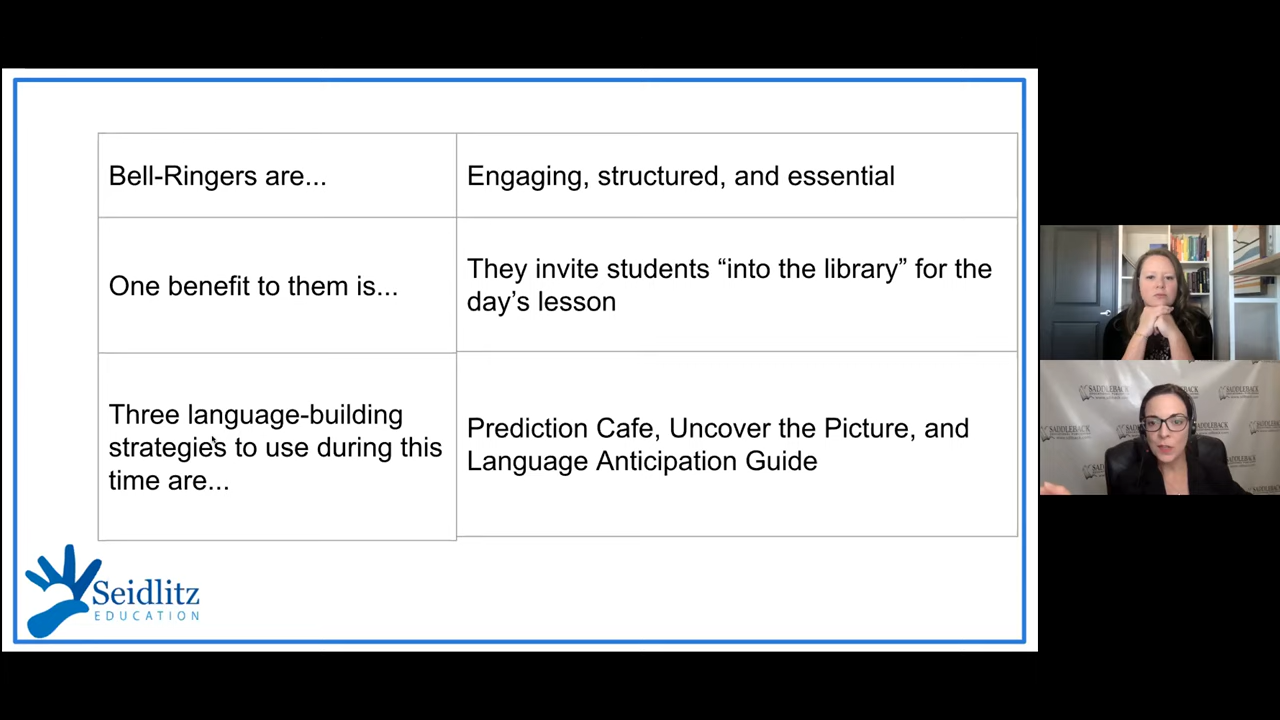 Bell-Ringers are...
Engaging, structured, and essential
One benefit to them is...
They invite students “into the library” for the
day’s lesson
Three language-building
strategies to use during this
time are...
Prediction Cafe, Uncover the Picture, and
Language Anticipation Guide
Seidlitz
EDUCATION
SADDLEBACK